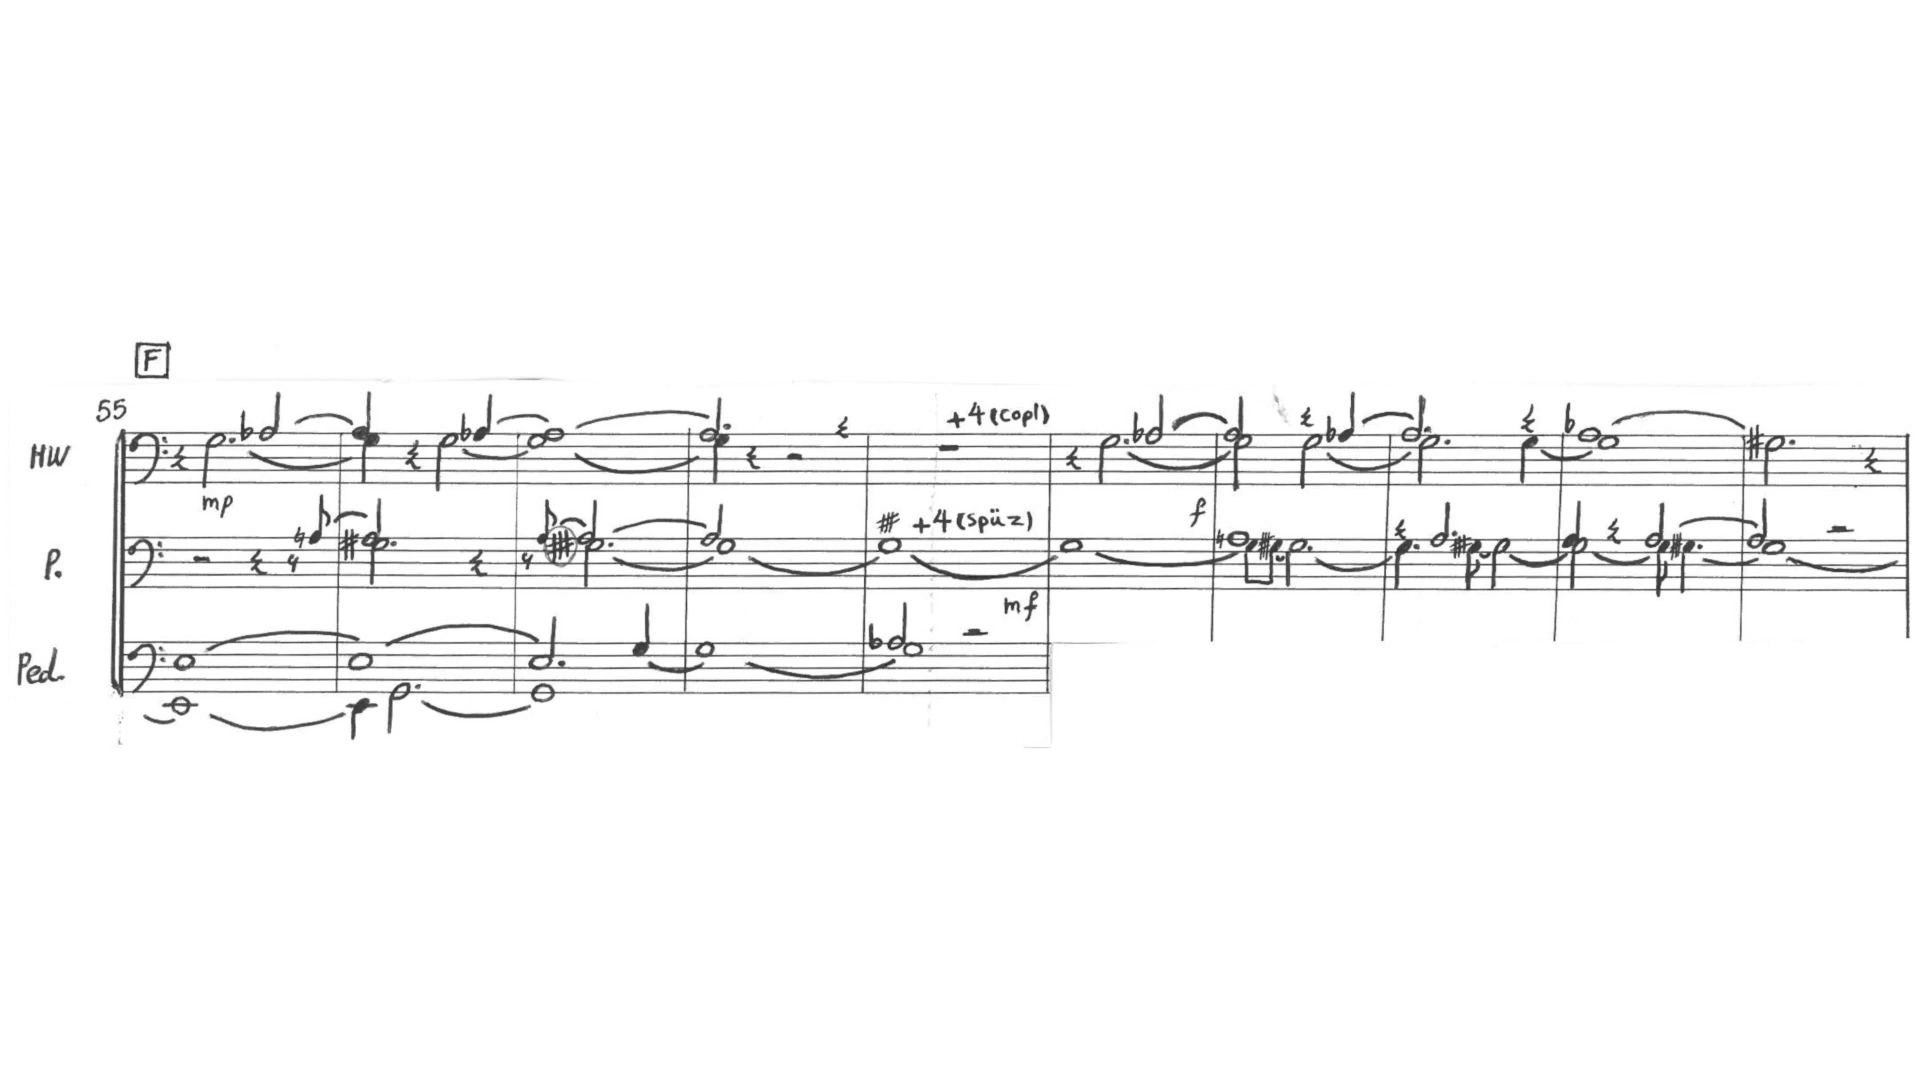 F
55
HW
mp
+4 (copl)
f
P.
+4 (spüz)
mf
Ped.